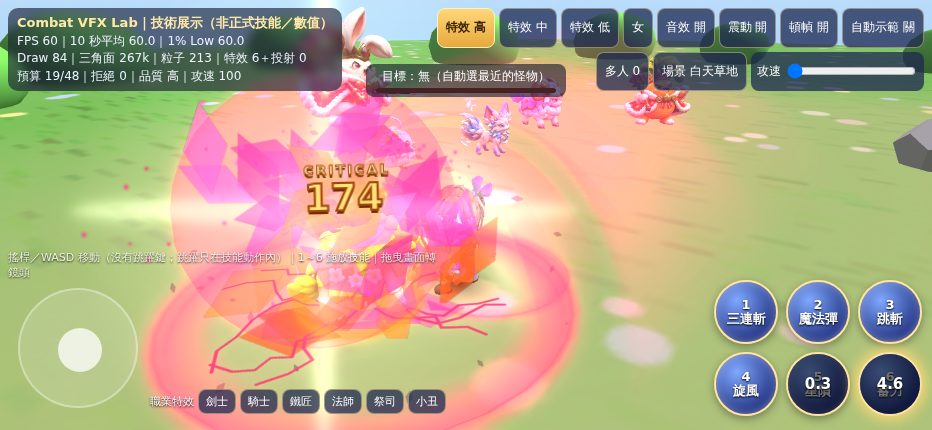 Combat VFX Lab｜技術展示（非正式技能／數值）
FPS 60｜10 秒平均 60.0｜1% Low 60.0
Draw 84｜三角面 267k｜粒子 213｜特效 6＋投射 0
預算 19/48｜拒絕 0｜品質 高｜攻速 100
特效 高
特效 中
特效 低
女
音效 開
震動 開
頓幀 開
自動示範 關
目標：無（自動選最近的怪物）
多人 0
場景 白天草地
攻速
CRITICAL
174
搖桿／WASD 移動（沒有跳躍鍵；跳躍只在技能動作內）｜1–6 施放技能｜拖曳畫面轉
鏡頭
1
三連斬
2
魔法彈
3
跳斬
4
旋風
0.3
4.6
職業特效
劍士
騎士
鐵匠
法師
祭司
小丑